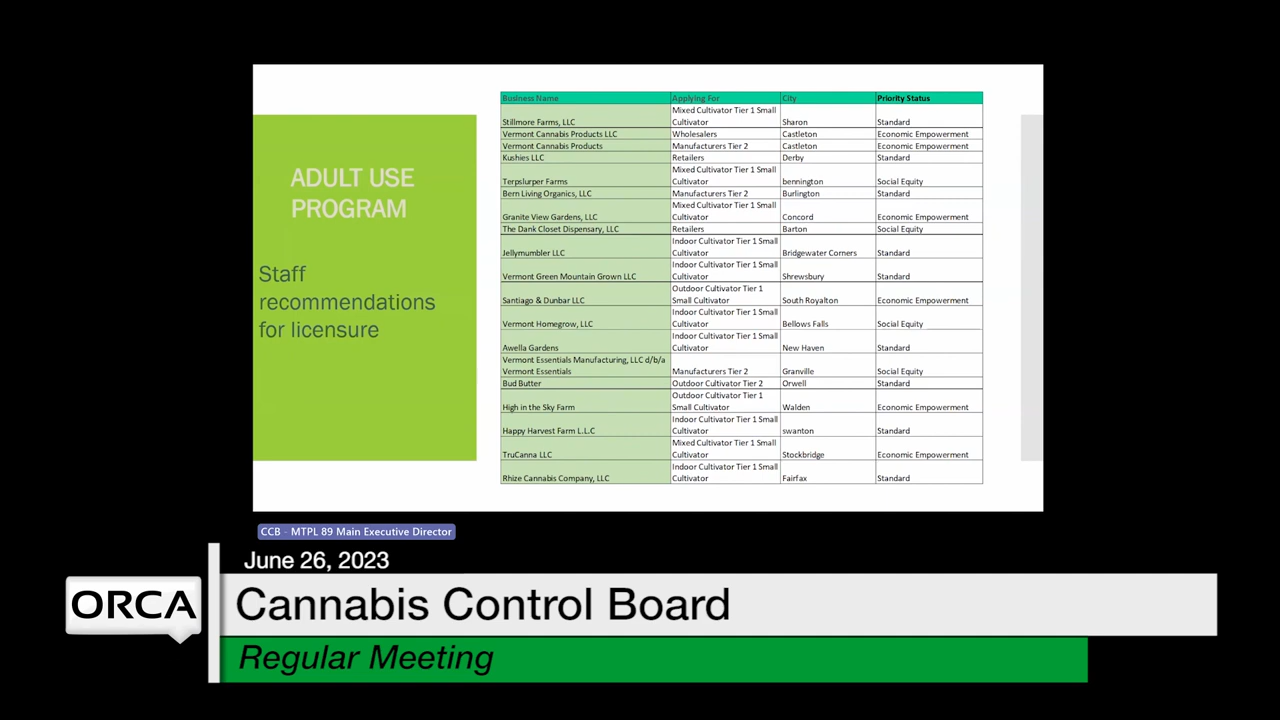 ADULT USE
PROGRAM
Staff
recommendations
for licensure
Business Name Applying For City Priority Status
Mixed Cultivator Tier 1 Small
Stillmore Farms, LLC Cultivator Sharon Standard
Vermont Cannabis Products LLC Wholesalers Castleton Economic Empowerment
Vermont Cannabis Products Manufacturers Tier 2 Castleton Economic Empowerment
Kushies LLC Retailers Derby Standard
Mixed Cultivator Tier 1 Small
Terpslurper Farms Cultivator bennington Social Equity
Bern Living Organics, LLC Manufacturers Tier 2 Burlington Standard
Mixed Cultivator Tier 1 Small
Granite View Gardens, LLC Cultivator Concord Economic Empowerment
The Dank Closet Dispensary, LLC Retailers Barton Social Equity
Indoor Cultivator Tier 1 Small
Jellymumbler LLC Cultivator Bridgewater Corners Standard
Indoor Cultivator Tier 1 Small
Vermont Green Mountain Grown LLC Cultivator Shrewsbury Standard
Outdoor Cultivator Tier 1
Santiago & Dunbar LLC Small Cultivator South Royalton Economic Empowerment
Indoor Cultivator Tier 1 Small
Vermont Homegrow, LLC Cultivator Bellows Falls Social Equity
Indoor Cultivator Tier 1 Small
Awella Gardens Cultivator New Haven Standard
Vermont Essentials Manufacturing, LLC d/b/a
Vermont Essentials Manufacturers Tier 2 Granville Social Equity
Bud Butter Outdoor Cultivator Tier 2 Orwell Standard
Outdoor Cultivator Tier 1
High in the Sky Farm Small Cultivator Walden Economic Empowerment
Indoor Cultivator Tier 1 Small
Happy Harvest Farm L.L.C Cultivator swanton Standard
Mixed Cultivator Tier 1 Small
TruCanna LLC Cultivator Stockbridge Economic Empowerment
Indoor Cultivator Tier 1 Small
Rhize Cannabis Company, LLC Cultivator Fairfax Standard
CCB - MTPL 89 Main Executive Director
June 26, 2023
ORCA
Cannabis Control Board
Regular Meeting